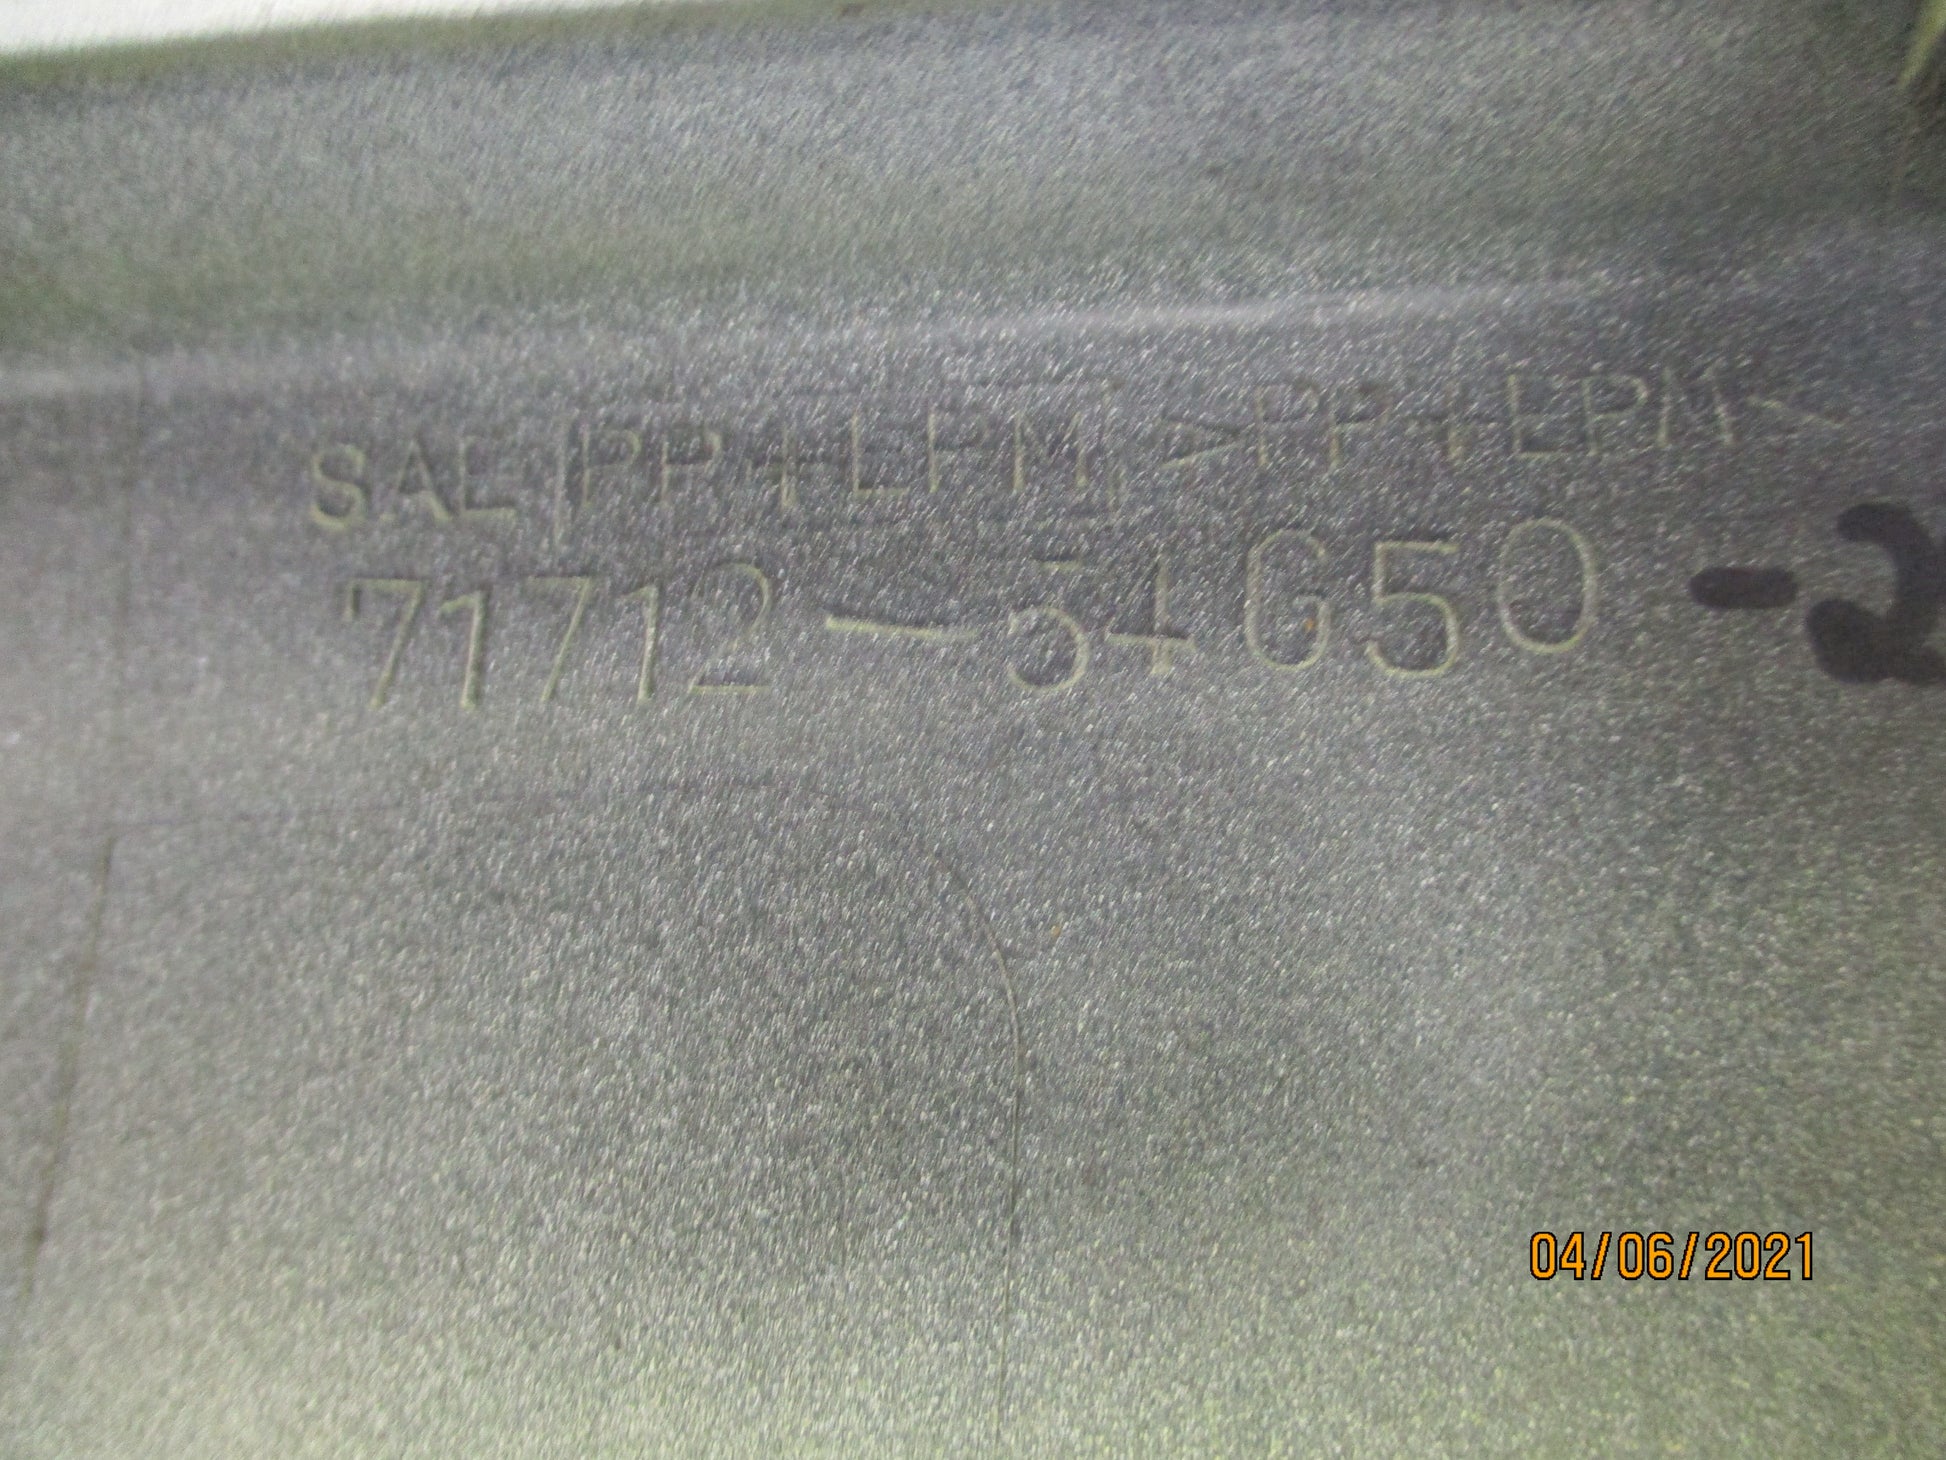 SAL PP+LPM >PP+LPM<
71712-54G50 -
04/06/2021